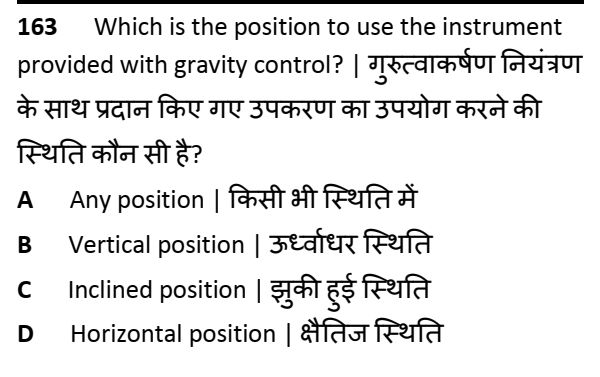 163 Which is the position to use the instrument
provided with gravity control? | गुरुत्वाकर्षण नियंत्रण
के साथ प्रदान किए गए उपकरण का उपयोग करने की
स्थिति कौन सी है?
A Any position | किसी भी स्थिति में
B Vertical position | ऊर्ध्वाधर स्थिति
C Inclined position | झुकी हुई स्थिति
D Horizontal position | क्षैतिज स्थिति